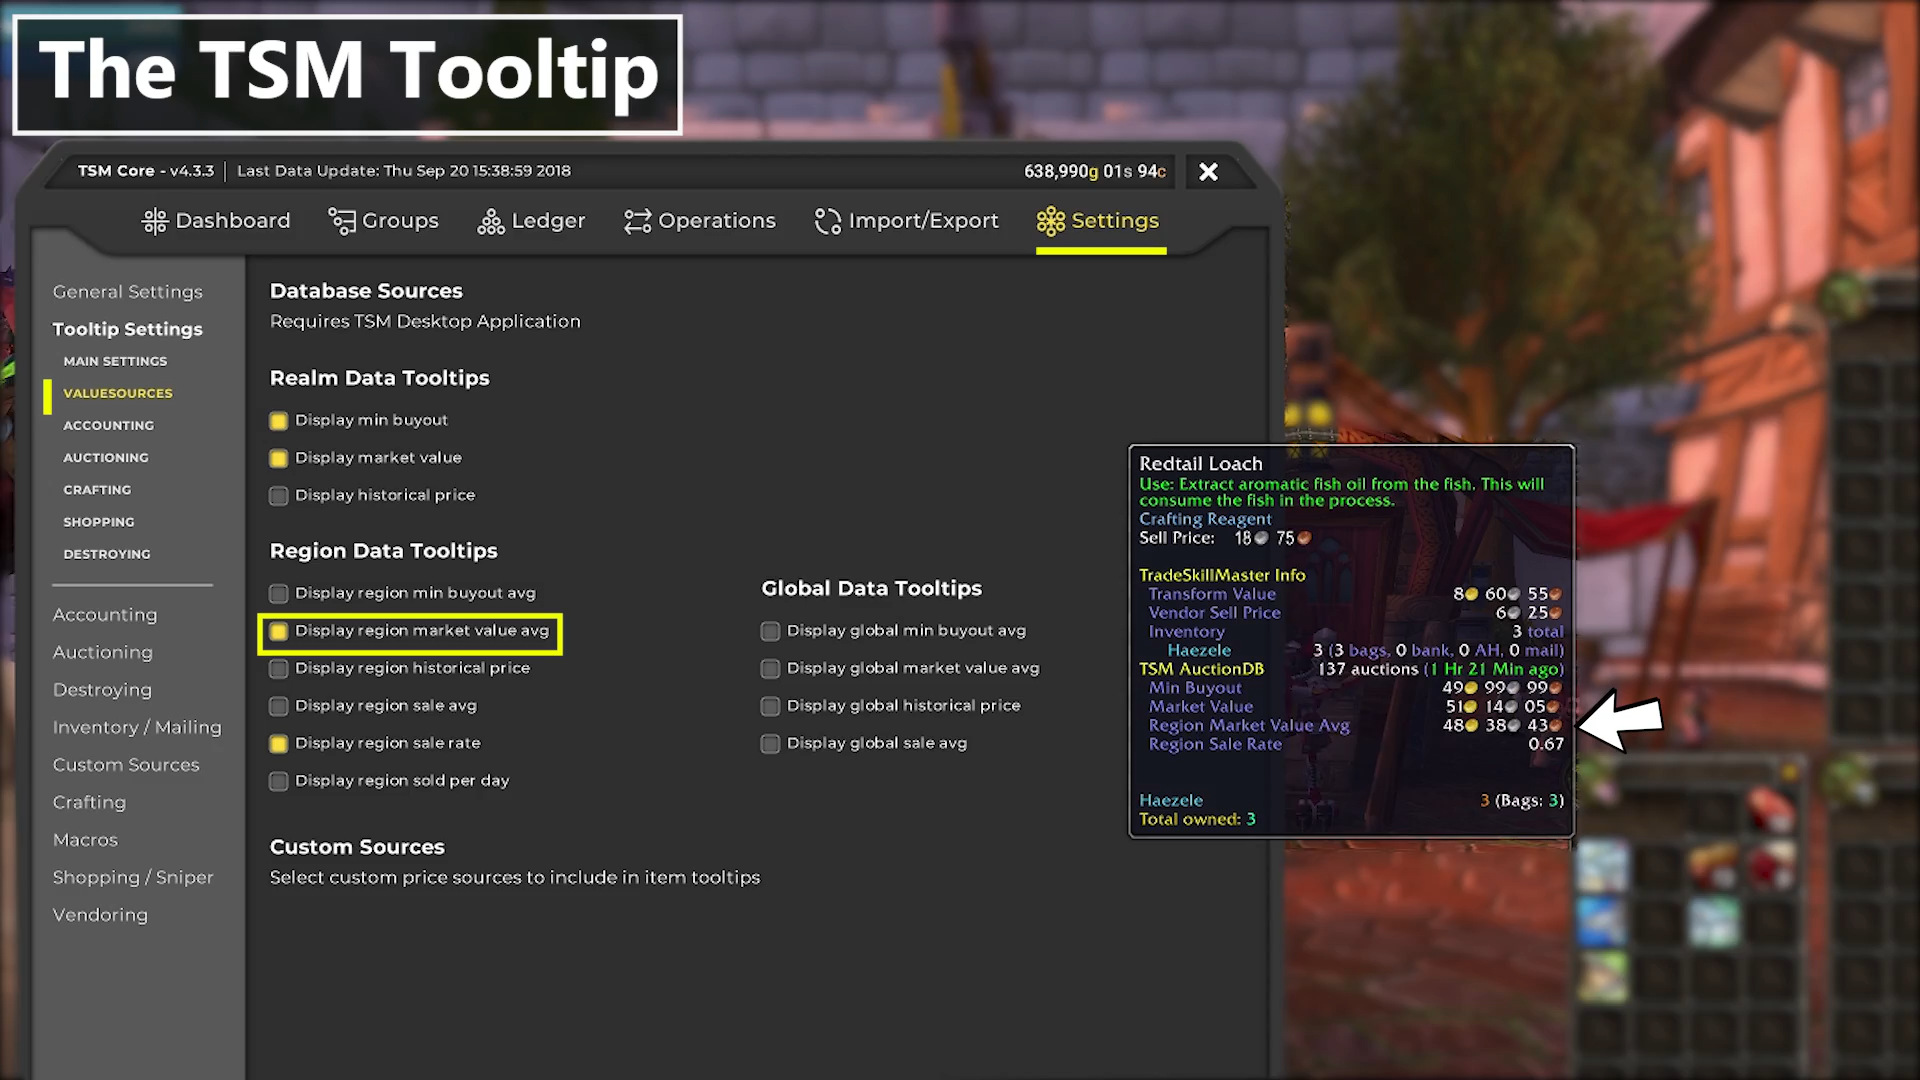 The TSM Tooltip
TSM Core - v4.3.3 | Last Data Update: Thu Sep 20 15:38:59 2018
638,990g 01s 94c
Dashboard
Groups
Ledger
Operations
Import/Export
Settings
General Settings
Tooltip Settings
MAIN SETTINGS
VALUESOURCES
ACCOUNTING
AUCTIONING
CRAFTING
SHOPPING
DESTROYING
Accounting
Auctioning
Destroying
Inventory / Mailing
Custom Sources
Crafting
Macros
Shopping / Sniper
Vendoring
Database Sources
Requires TSM Desktop Application
Realm Data Tooltips
Display min buyout
Display market value
Display historical price
Region Data Tooltips
Display region min buyout avg
Display region market value avg
Display region historical price
Display region sale avg
Display region sale rate
Display region sold per day
Global Data Tooltips
Display global min buyout avg
Display global market value avg
Display global historical price
Display global sale avg
Custom Sources
Select custom price sources to include in item tooltips
Redtail Loach
Use: Extract aromatic fish oil from the fish. This will
consume the fish in the process.
Crafting Reagent
Sell Price: 18 75
TradeSkillMaster Info
Transform Value 8 60 55
Vendor Sell Price 6 25
Inventory 3 total
Haezele 3 (3 bags, 0 bank, 0 AH, 0 mail)
TSM AuctionDB 137 auctions (1 Hr 21 Min ago)
Min Buyout 49 99 99
Market Value 51 14 05
Region Market Value Avg 48 38 43
Region Sale Rate 0.67
Haezele 3 (Bags: 3)
Total owned: 3